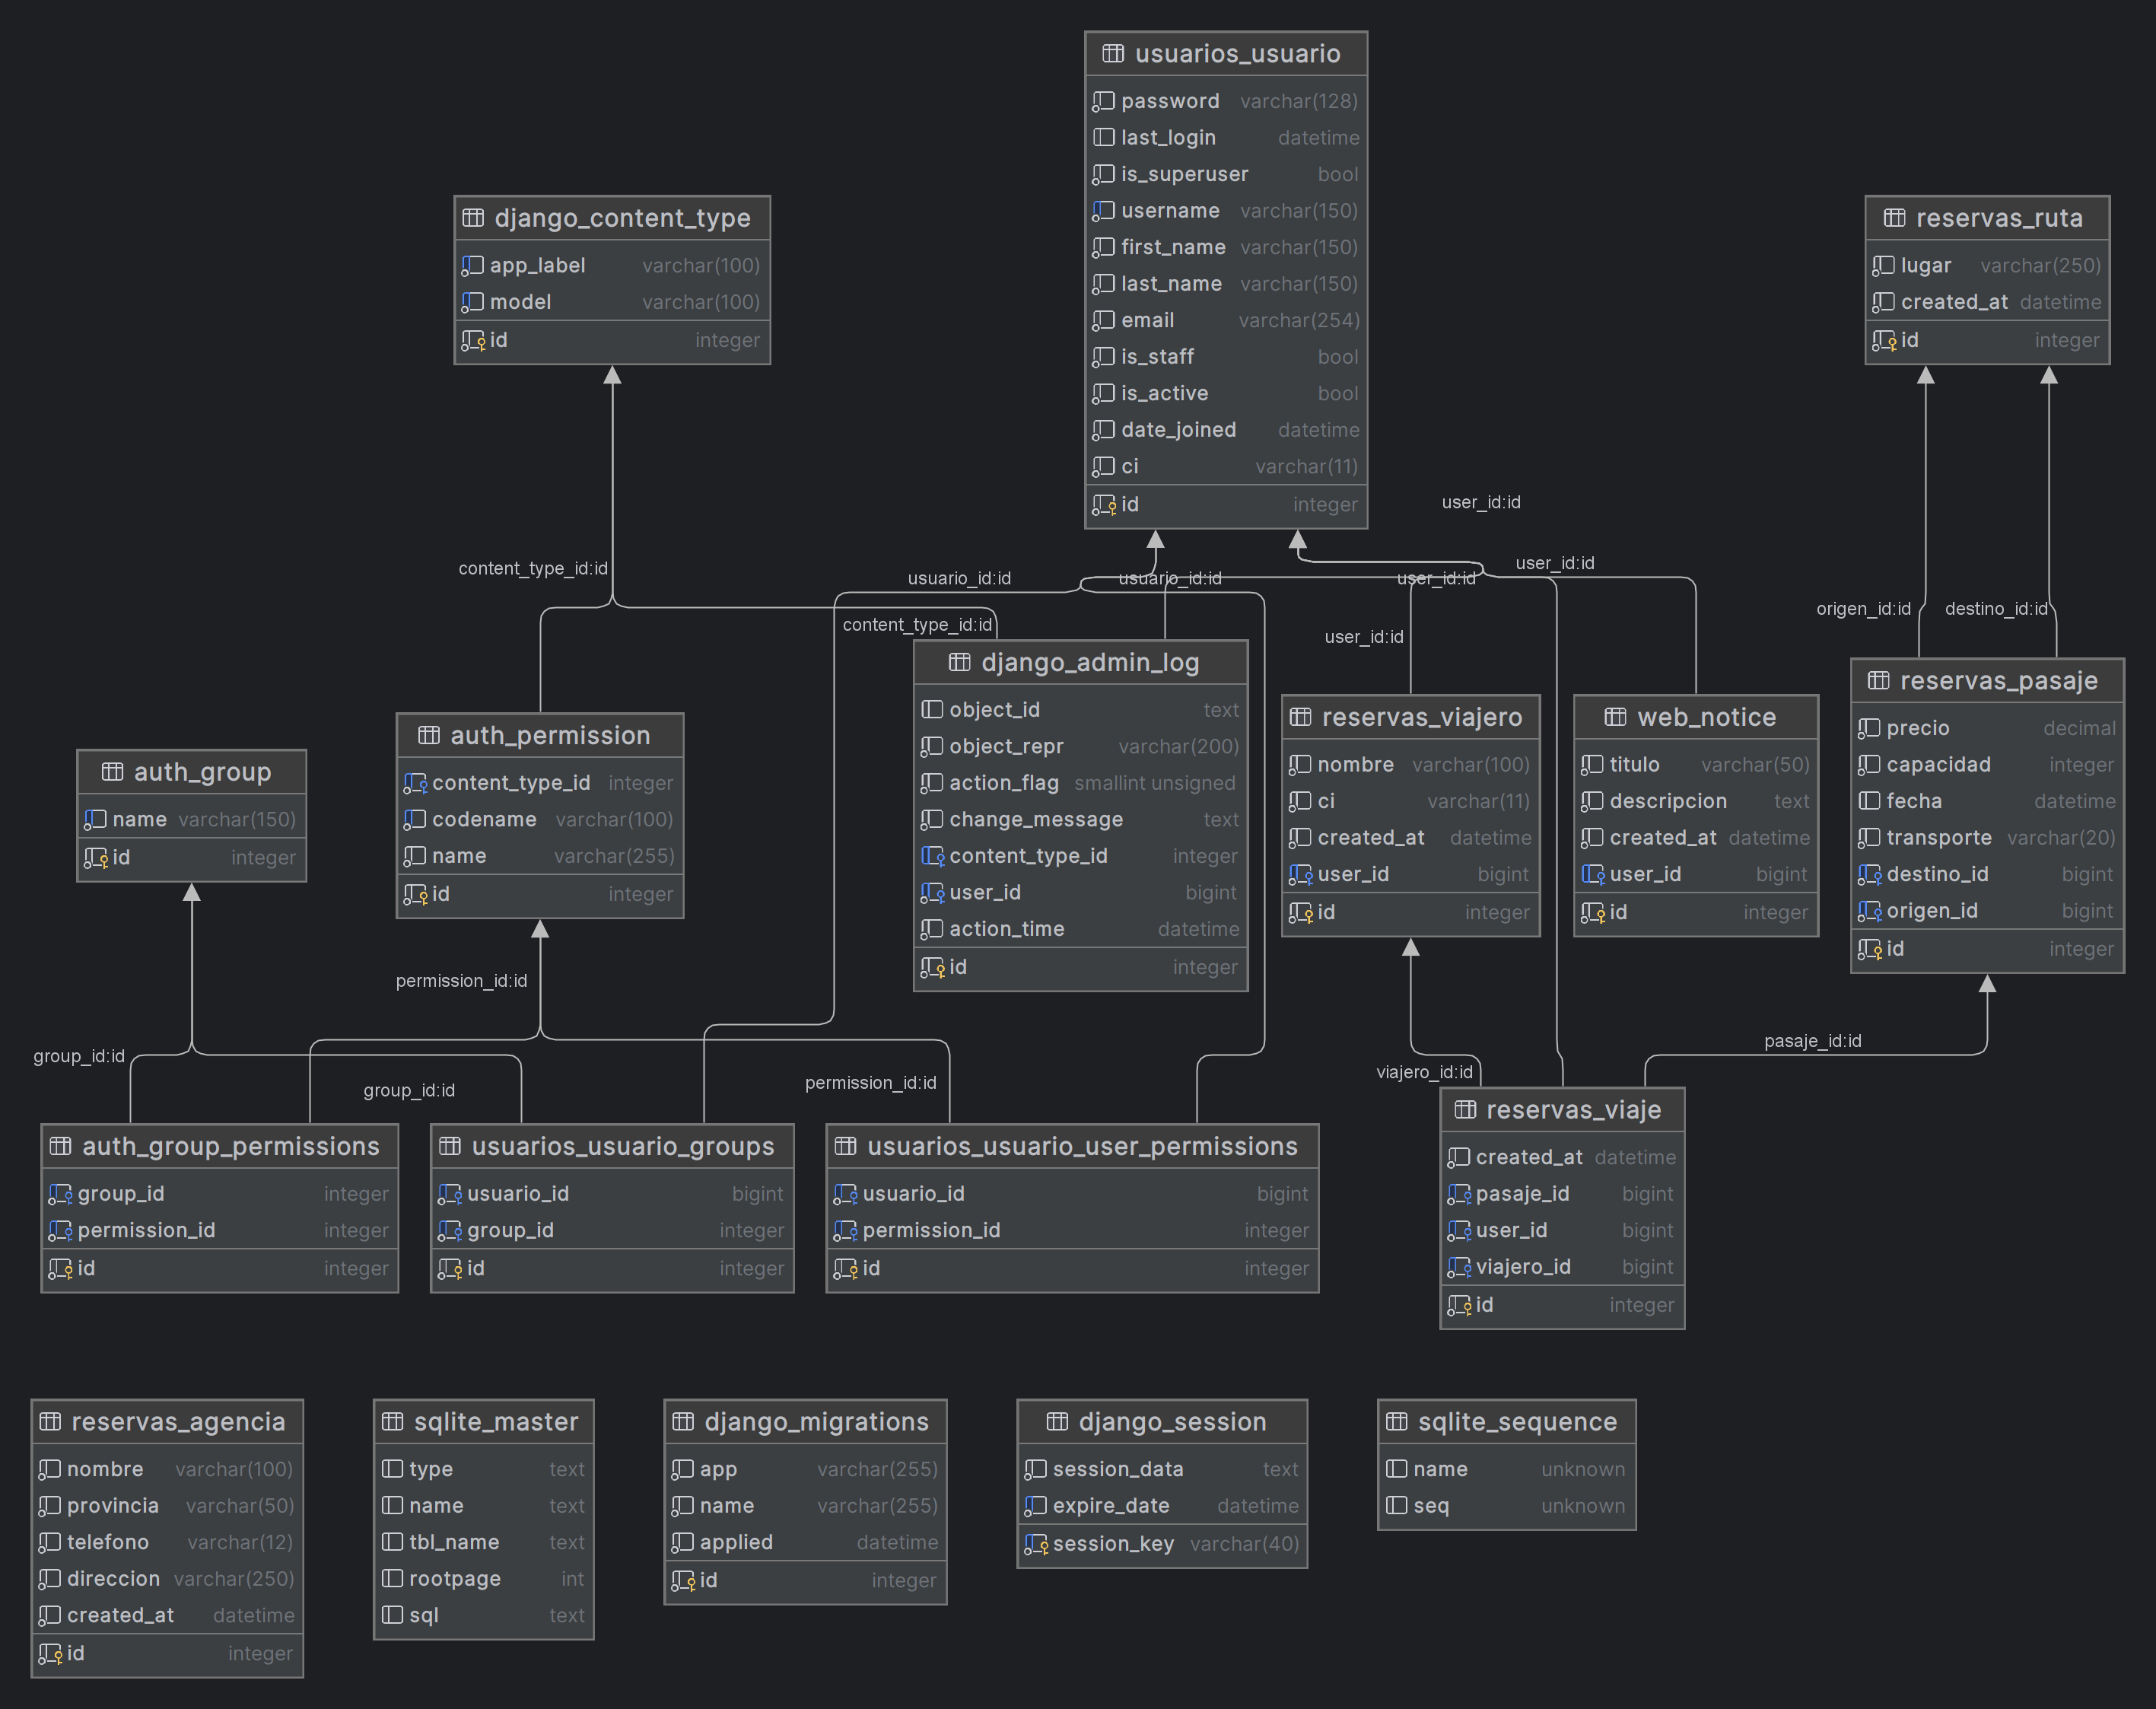 usuarios_usuario
password varchar(128)
last_login datetime
is_superuser bool
username varchar(150)
first_name varchar(150)
last_name varchar(150)
email varchar(254)
is_staff bool
is_active bool
date_joined datetime
ci varchar(11)
id integer
django_content_type
app_label varchar(100)
model varchar(100)
id integer
reservas_ruta
lugar varchar(250)
created_at datetime
id integer
user_id:id
user_id:id
content_type_id:id
usuario_id:id
usuario_id:id
user_id:id
origen_id:id
destino_id:id
content_type_id:id
user_id:id
django_admin_log
object_id text
object_repr varchar(200)
action_flag smallint unsigned
change_message text
content_type_id integer
user_id bigint
action_time datetime
id integer
reservas_viajero
nombre varchar(100)
ci varchar(11)
created_at datetime
user_id bigint
id integer
web_notice
titulo varchar(50)
descripcion text
created_at datetime
user_id bigint
id integer
reservas_pasaje
precio decimal
capacidad integer
fecha datetime
transporte varchar(20)
destino_id bigint
origen_id bigint
id integer
auth_permission
content_type_id integer
codename varchar(100)
name varchar(255)
id integer
auth_group
name varchar(150)
id integer
permission_id:id
group_id:id
group_id:id
permission_id:id
viajero_id:id
pasaje_id:id
auth_group_permissions
group_id integer
permission_id integer
id integer
usuarios_usuario_groups
usuario_id bigint
group_id integer
id integer
usuarios_usuario_user_permissions
usuario_id bigint
permission_id integer
id integer
reservas_viaje
created_at datetime
pasaje_id bigint
user_id bigint
viajero_id bigint
id integer
reservas_agencia
nombre varchar(100)
provincia varchar(50)
telefono varchar(12)
direccion varchar(250)
created_at datetime
id integer
sqlite_master
type text
name text
tbl_name text
rootpage int
sql text
django_migrations
app varchar(255)
name varchar(255)
applied datetime
id integer
django_session
session_data text
expire_date datetime
session_key varchar(40)
sqlite_sequence
name unknown
seq unknown